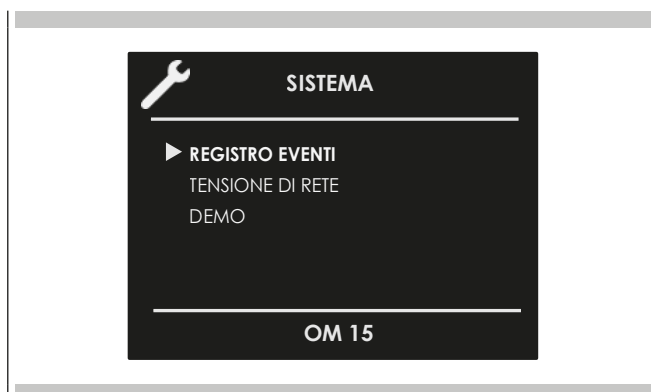 SISTEMA
REGISTRO EVENTI
TENSIONE DI RETE
DEMO
OM 15